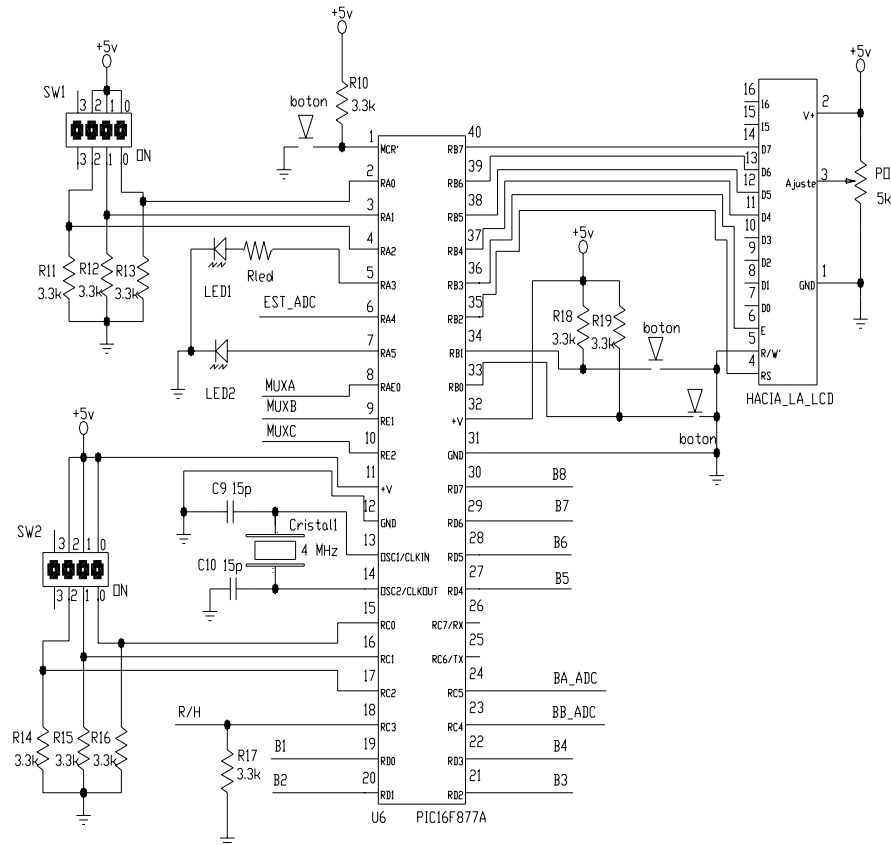 +5v
SW1
3 2 1 0
ON
3 2 1 0
R11
3.3k
R12
3.3k
R13
3.3k
+5v
R10
3.3k
boton
LED1
Rled
EST_ADC
LED2
MUXA
MUXB
MUXC
+5v
SW2
3 2 1 0
ON
3 2 1 0
C9 15p
Cristal1
4 MHz
C10 15p
R14
3.3k
R15
3.3k
R16
3.3k
R/H
R17
3.3k
B1
B2
1 MCR'
2 RA0
3 RA1
4 RA2
5 RA3
6 RA4
7 RA5
8 RAE0
9 RE1
10 RE2
11 +V
12 GND
13 OSC1/CLKIN
14 OSC2/CLKOUT
15 RC0
16 RC1
17 RC2
18 RC3
19 RD0
20 RD1
40 RB7
39 RB6
38 RB5
37 RB4
36 RB3
35 RB2
34 RB1
33 RB0
32 +V
31 GND
30 RD7
29 RD6
28 RD5
27 RD4
26 RC7/RX
25 RC6/TX
24 RC5
23 RC4
22 RD3
21 RD2
U6
PIC16F877A
B8
B7
B6
B5
BA_ADC
BB_ADC
B4
B3
+5v
R18
3.3k
R19
3.3k
boton
boton
16 16
15 15
14 D7
13 D6
12 D5
11 D4
10 D3
9 D2
8 D1
7 D0
6 E
5 R/W'
4 RS
V+ 2
Ajuste 3
GND 1
HACIA_LA_LCD
+5v
PO
5k